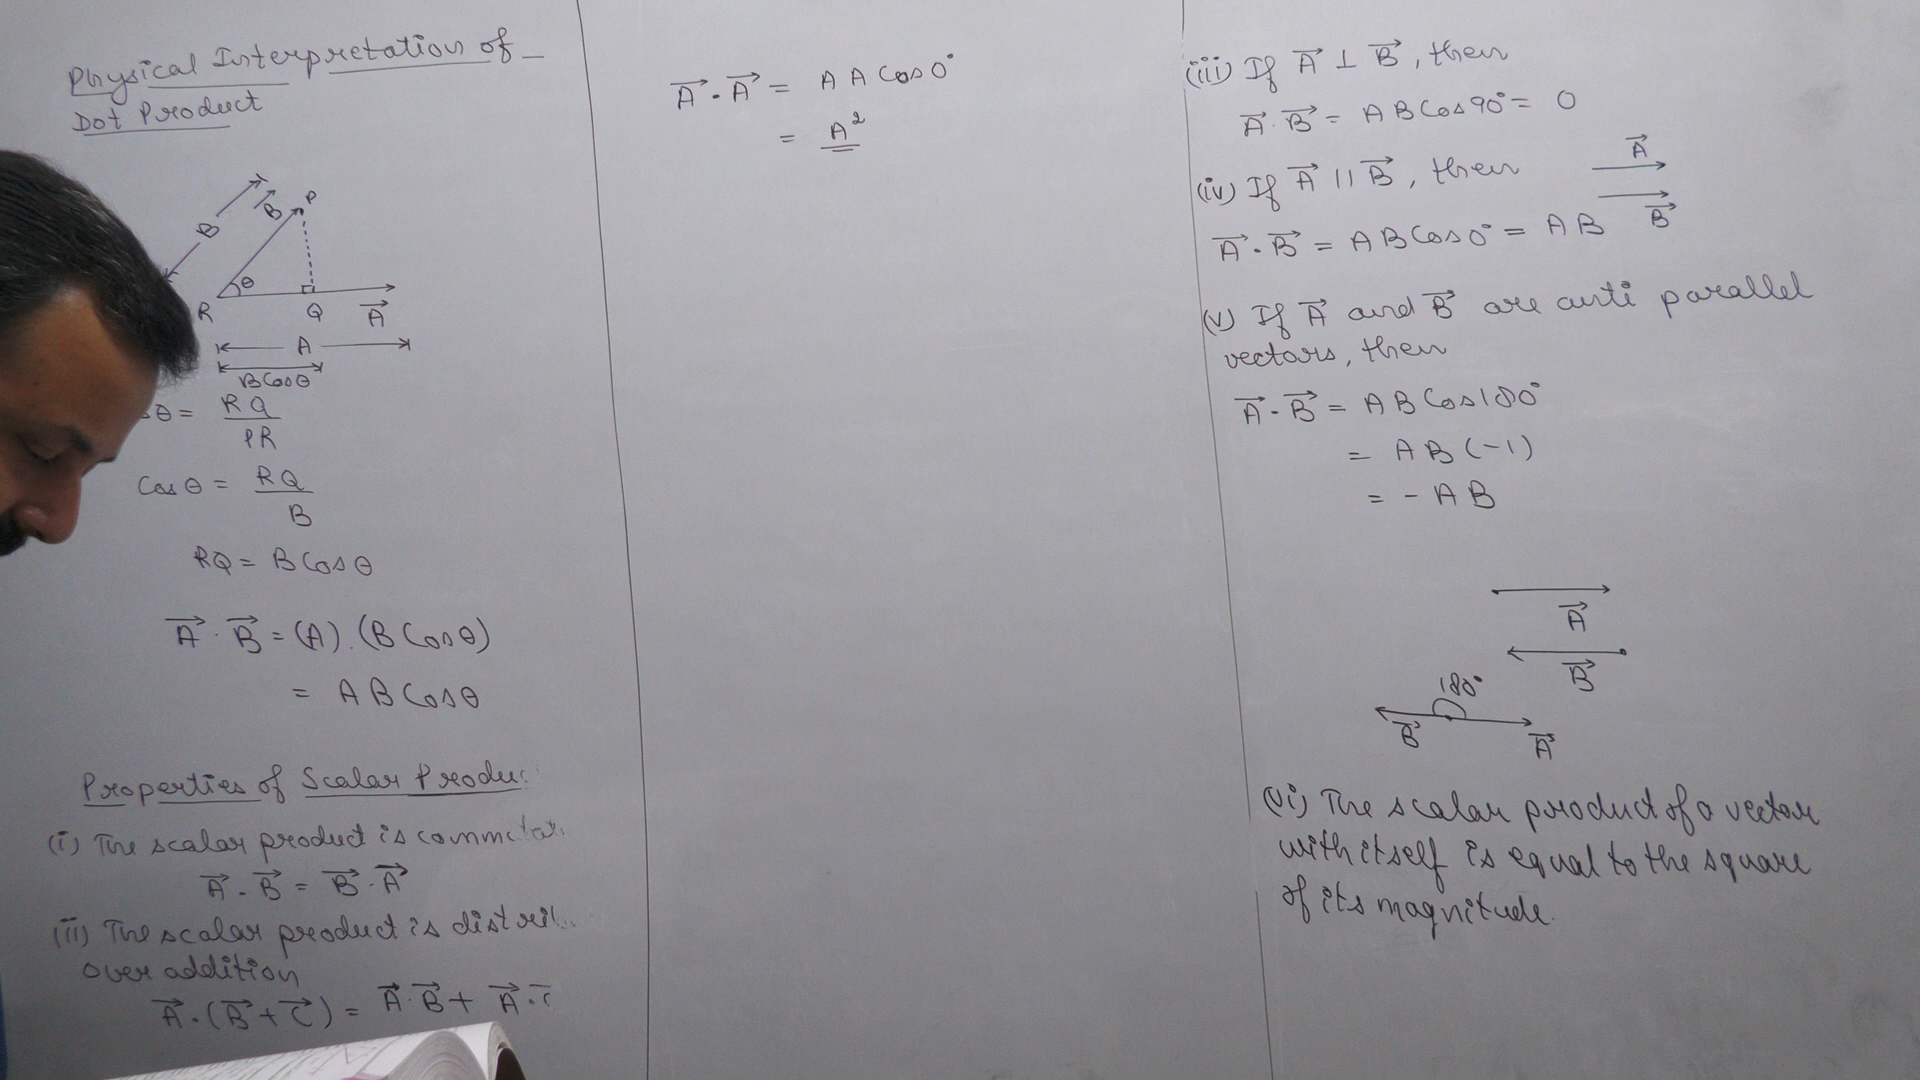 Physical Interpretation of
Dot Product
B
B⃗
P
θ
R
Q
A⃗
A
B Cos θ
θ = RQ / PR
Cos θ = RQ / B
RQ = B Cos θ
A⃗ . B⃗ = (A) . (B Cos θ)
= A B Cos θ
Properties of Scalar
(i) The scalar product is
A⃗ . B⃗ = B⃗ . A⃗
(ii) The scalar product is
over addition
A⃗ . (B⃗ + C⃗) = A⃗ . B⃗ + A⃗ .
A⃗ . A⃗ = A A Cos 0°
= A²
(iii) If A⃗ ⊥ B⃗, then
A⃗ . B⃗ = A B Cos 90° = 0
(iv) If A⃗ || B⃗, then
A⃗
B⃗
A⃗ . B⃗ = A B Cos 0° = A B
(v) If A⃗ and B⃗ are anti parallel
vectors, then
A⃗ . B⃗ = A B Cos 180°
= A B (-1)
= - A B
A⃗
B⃗
180°
B⃗
A⃗
(vi) The scalar product of a vector
with itself is equal to the square
of its magnitude.